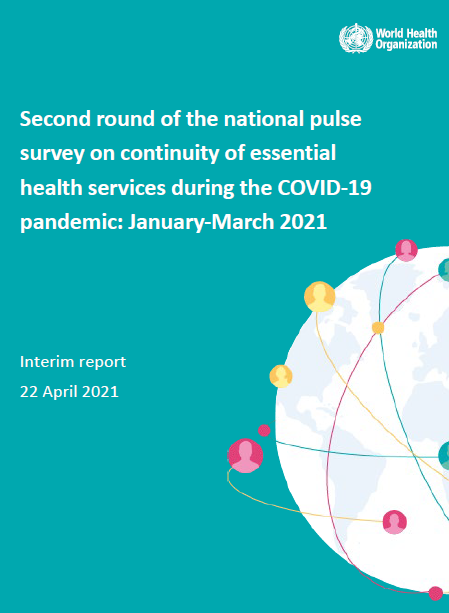 World Health
Organization
Second round of the national pulse
survey on continuity of essential
health services during the COVID-19
pandemic: January-March 2021
Interim report
22 April 2021